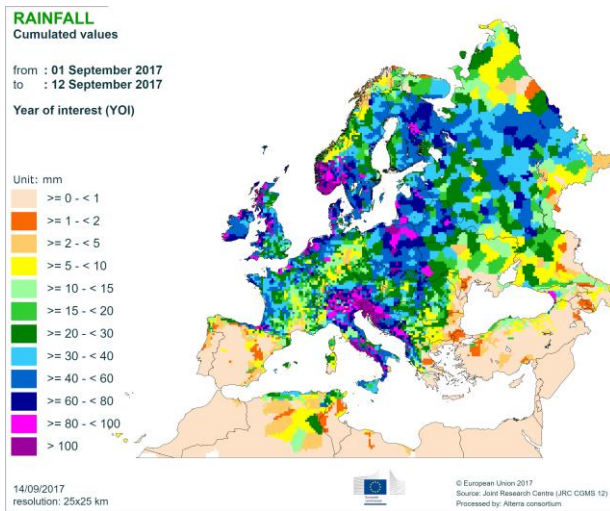 RAINFALL
Cumulated values
from : 01 September 2017
to : 12 September 2017
Year of interest (YOI)
Unit: mm
>= 0 - < 1
>= 1 - < 2
>= 2 - < 5
>= 5 - < 10
>= 10 - < 15
>= 15 - < 20
>= 20 - < 30
>= 30 - < 40
>= 40 - < 60
>= 60 - < 80
>= 80 - < 100
> 100
14/09/2017
resolution: 25x25 km
© European Union 2017
Source: Joint Research Centre (JRC CGMS 12)
Processed by: Alterra consortium